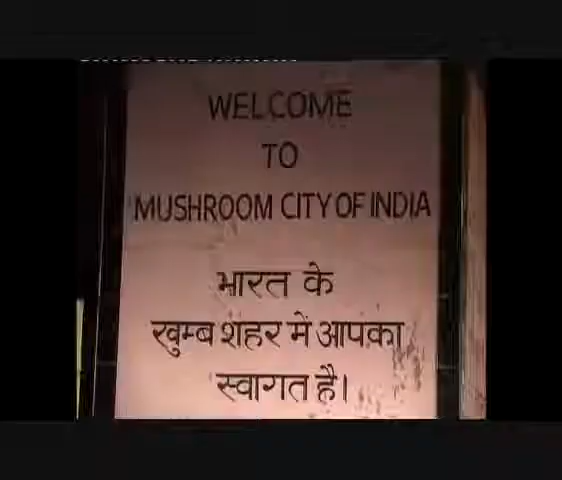 WELCOME
TO
MUSHROOM CITY OF INDIA
भारत के
खुम्ब शहर में आपका
स्वागत है।